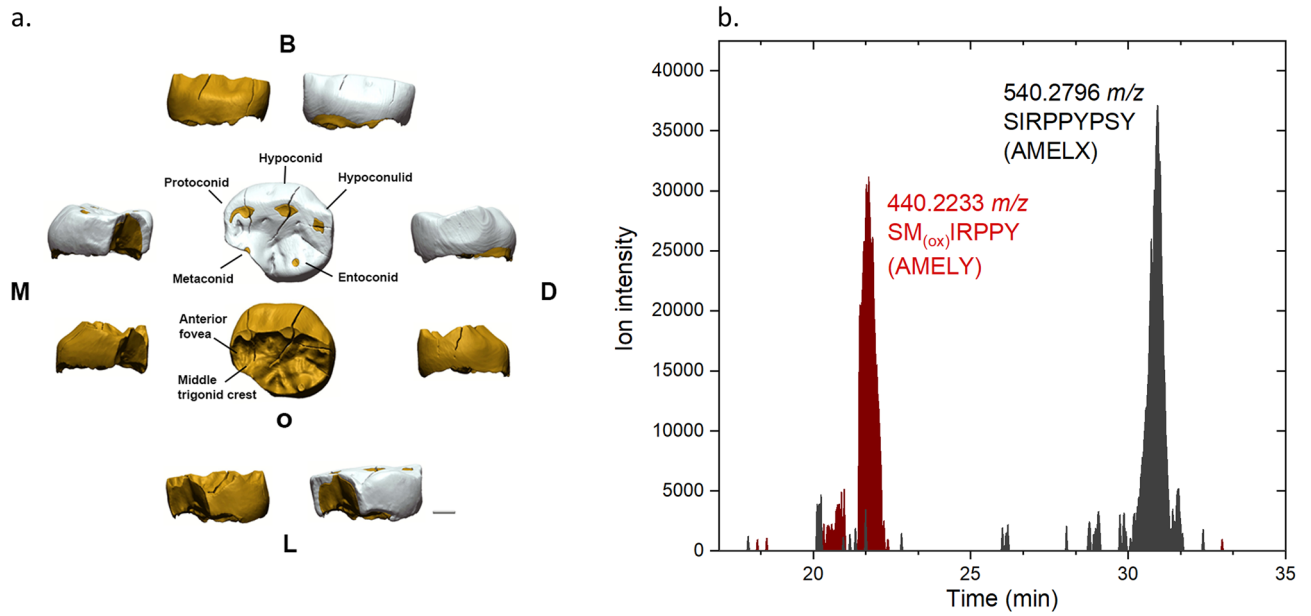 a.
B
Hypoconid
Protoconid
Hypoconulid
Metaconid
Entoconid
M
D
Anterior
fovea
Middle
trigonid crest
O
L
b.
40000
35000
30000
25000
20000
15000
10000
5000
0
Ion intensity
540.2796 m/z
SIRPPYPSY
(AMELX)
440.2233 m/z
SM(ox)IRPPY
(AMELY)
20
25
30
35
Time (min)